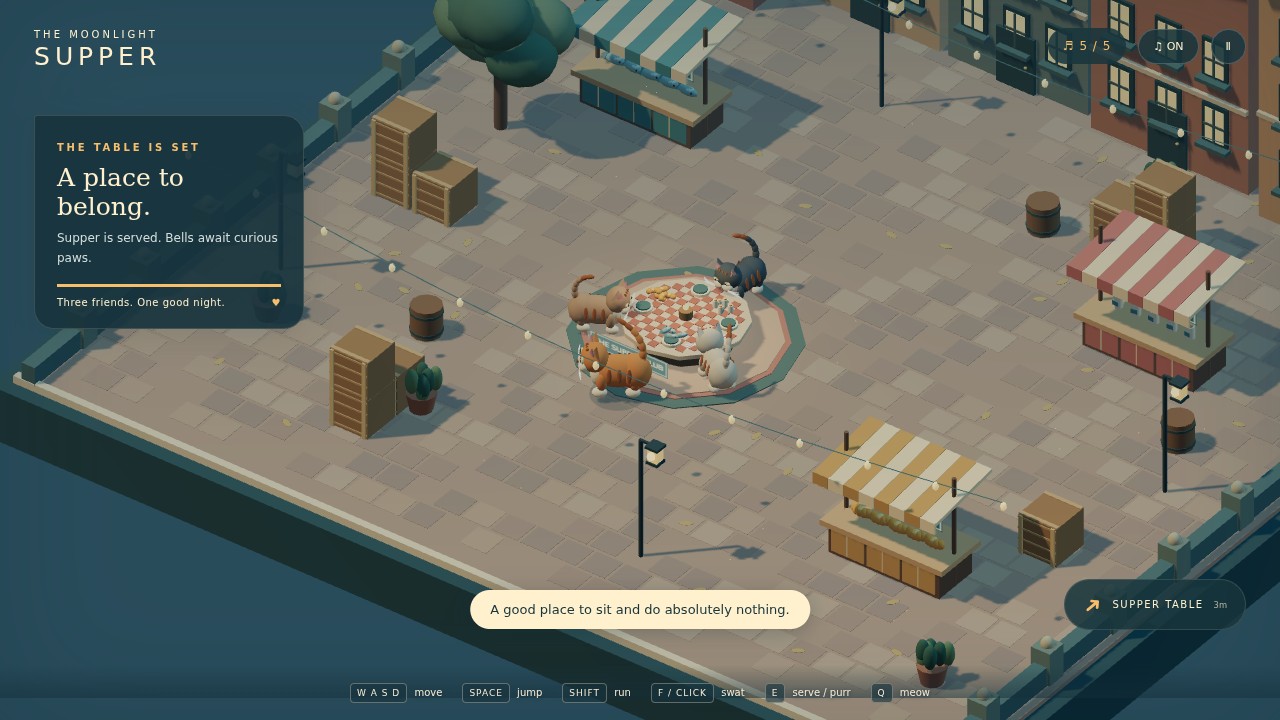 THE MOONLIGHT
SUPPER
♬ 5 / 5
♫ ON
THE TABLE IS SET
A place to
belong.
Supper is served. Bells await curious
paws.
Three friends. One good night.
A good place to sit and do absolutely nothing.
SUPPER TABLE 3m
W A S D move SPACE jump SHIFT run F / CLICK swat E serve / purr Q meow